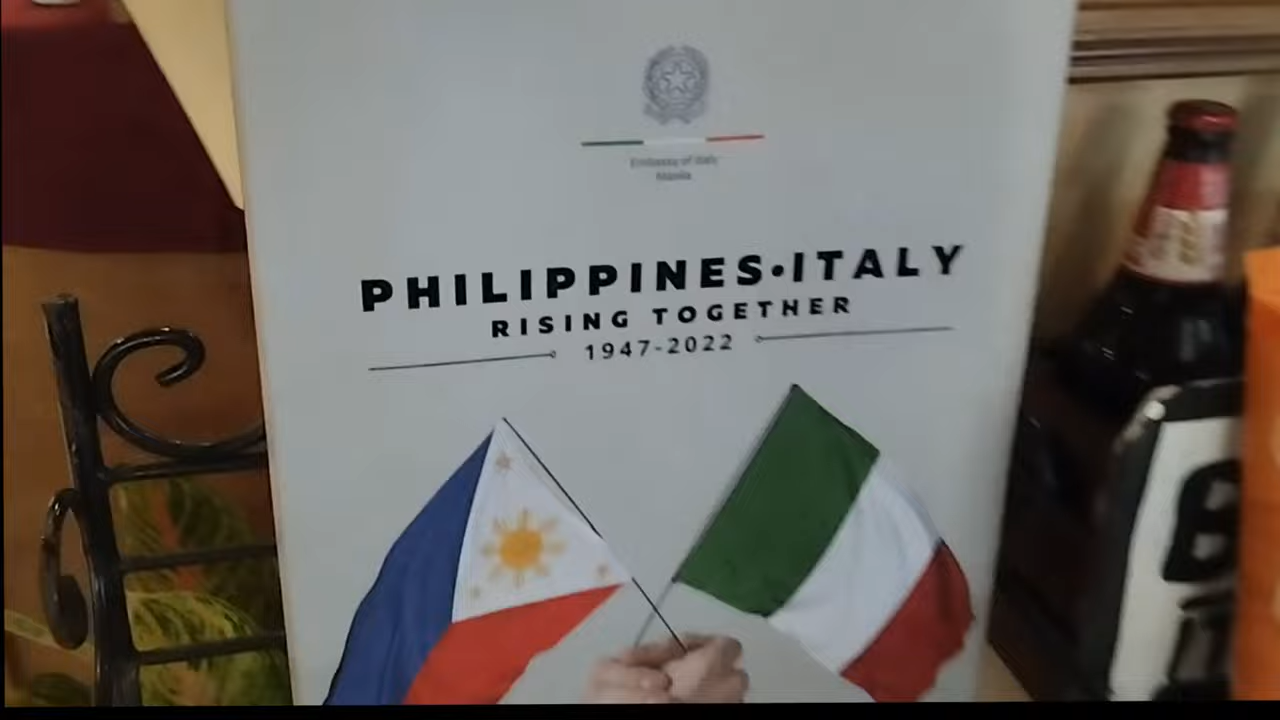 Embassy of Italy
Manila
PHILIPPINES•ITALY
RISING TOGETHER
1947-2022